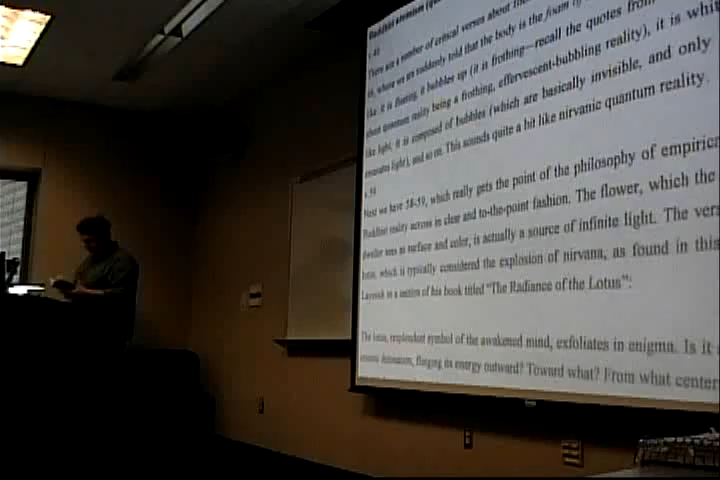 There are a number of critical verses about
46, where we are suddenly told that the body is the foam
like it is floating, it bubbles up (it is frothing—recall the quotes from
about quantum reality being a frothing, effervescent-bubbling reality), it is
like light, it is composed of bubbles (which are basically invisible, and only
light), and so on. This sounds quite a bit like nirvanic quantum reality.
Next we have 58-59, which really gets the point of the philosophy of
Buddhist reality across in clear and to-the-point fashion. The flower, which the
dweller sees as surface and color, is actually a source of infinite light. The
lotus, which is typically considered the explosion of nirvana, as found in this
in a section of his book titled "The Radiance of the Lotus":
The lotus, resplendent symbol of the awakened mind, exfoliates in enigma. Is it
detonation, flinging its energy outward? Toward what? From what center